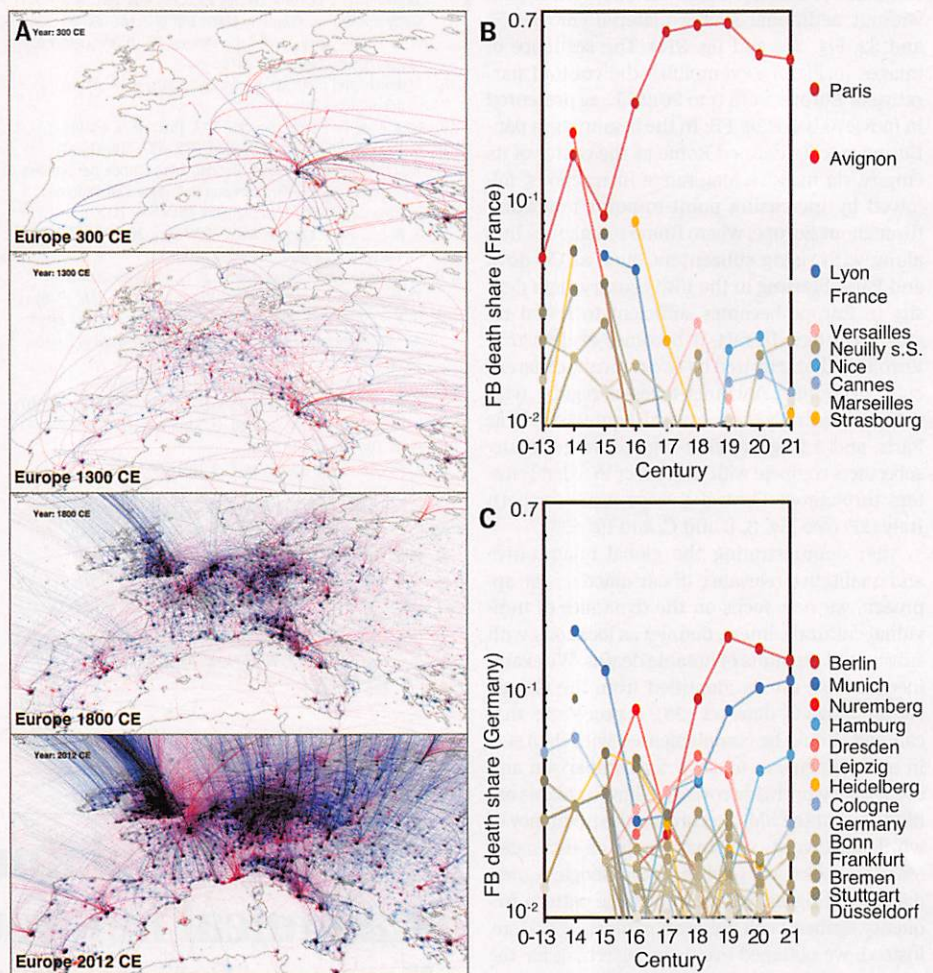 A
Year: 300 CE
Europe 300 CE
Year: 1300 CE
Europe 1300 CE
Year: 1800 CE
Europe 1800 CE
Year: 2012 CE
Europe 2012 CE
B
0.7
10-1
10-2
FB death share (France)
0-13 14 15 16 17 18 19 20 21
Century
Paris
Avignon
Lyon
France
Versailles
Neuilly s.S.
Nice
Cannes
Marseilles
Strasbourg
C
0.7
10-1
10-2
FB death share (Germany)
0-13 14 15 16 17 18 19 20 21
Century
Berlin
Munich
Nuremberg
Hamburg
Dresden
Leipzig
Heidelberg
Cologne
Germany
Bonn
Frankfurt
Bremen
Stuttgart
Düsseldorf